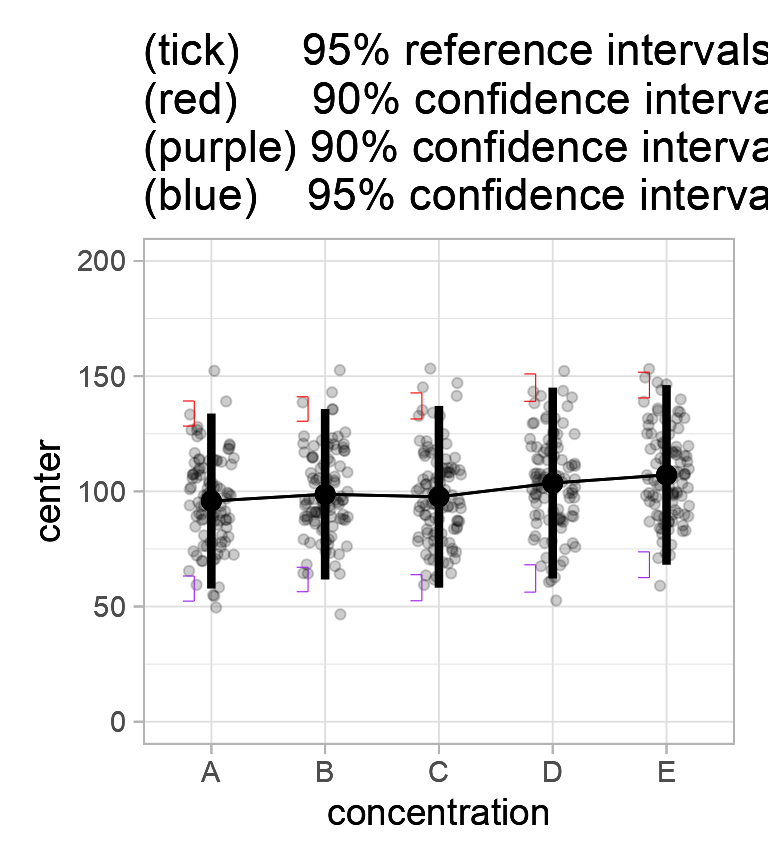 (tick) 95% reference intervals
(red) 90% confidence interva
(purple) 90% confidence interva
(blue) 95% confidence interva
200
150
100
50
0
center
A B C D E
concentration